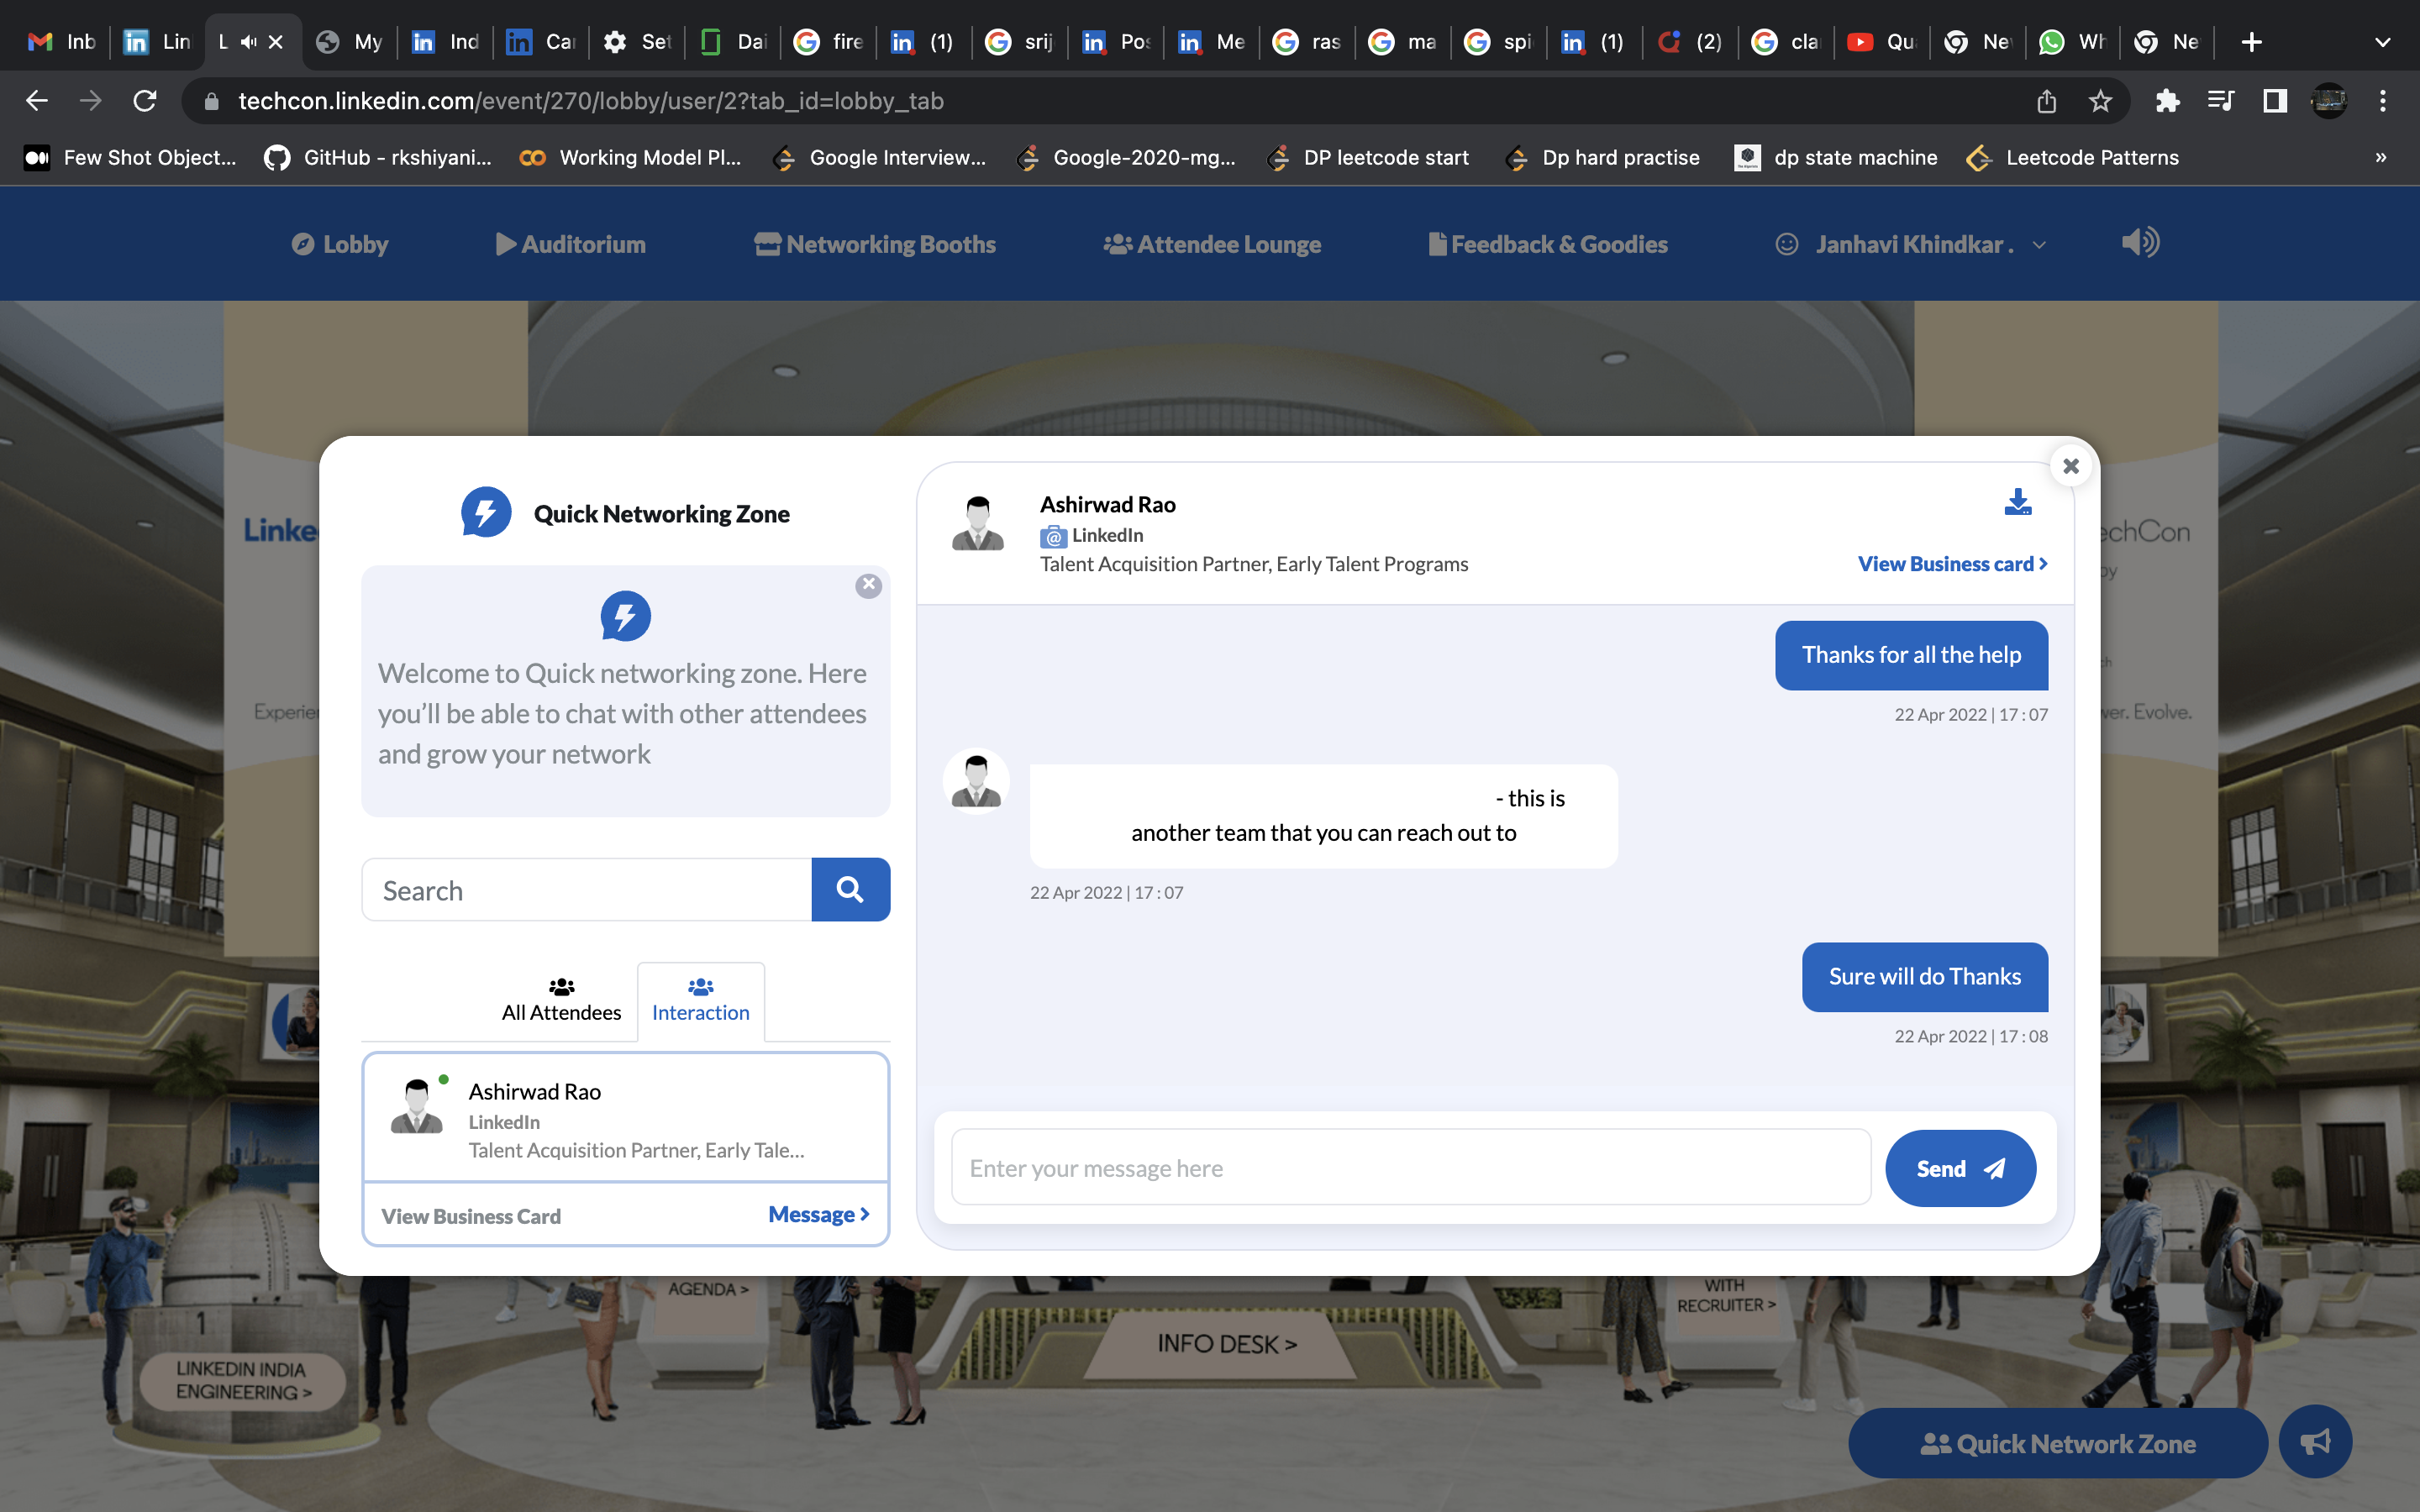 Inb
Lin
L
My
Ind
Car
Set
Dai
fire
(1)
srij
Pos
Me
ras
ma
spi
(1)
(2)
cla
Qu
Ne
Wh
Ne
techcon.linkedin.com/event/270/lobby/user/2?tab_id=lobby_tab
Few Shot Object...
GitHub - rkshiyani...
Working Model Pl...
Google Interview...
Google-2020-mg...
DP leetcode start
Dp hard practise
dp state machine
Leetcode Patterns
»
Lobby
Auditorium
Networking Booths
Attendee Lounge
Feedback & Goodies
Janhavi Khindkar .
Linke
Experie
echCon
by
ch
wer. Evolve.
Quick Networking Zone
Welcome to Quick networking zone. Here
you’ll be able to chat with other attendees
and grow your network
Search
All Attendees
Interaction
Ashirwad Rao
LinkedIn
Talent Acquisition Partner, Early Tale...
View Business Card
Message >
Ashirwad Rao
LinkedIn
Talent Acquisition Partner, Early Talent Programs
View Business card >
Thanks for all the help
22 Apr 2022 | 17 : 07
- this is
another team that you can reach out to
22 Apr 2022 | 17 : 07
Sure will do Thanks
22 Apr 2022 | 17 : 08
Enter your message here
Send
1
LINKEDIN INDIA
ENGINEERING >
AGENDA >
INFO DESK >
WITH
RECRUITER >
Quick Network Zone